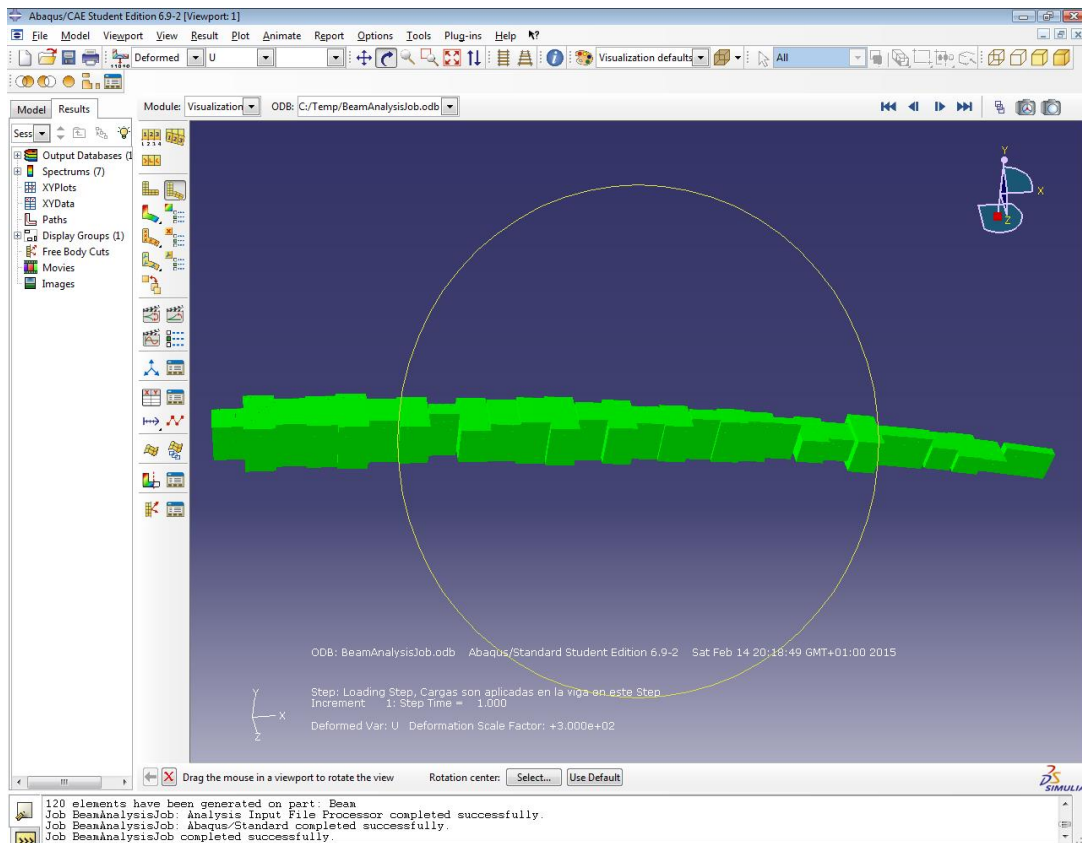 Abaqus/CAE Student Edition 6.9-2 [Viewport: 1]
File Model Viewport View Result Plot Animate Report Options Tools Plug-ins Help
Deformed U Visualization defaults All
Model Results Module: Visualization ODB: C:/Temp/BeamAnalysisJob.odb
Sess
Output Databases (1
Spectrums (7)
XYPlots
XYData
Paths
Display Groups (1)
Free Body Cuts
Movies
Images
Y
X
Z
ODB: BeamAnalysisJob.odb Abaqus/Standard Student Edition 6.9-2 Sat Feb 14 20:18:49 GMT+01:00 2015
Step: Loading Step, Cargas son aplicadas en la viga en este Step
Increment 1: Step Time = 1.000
Deformed Var: U Deformation Scale Factor: +3.000e+02
Y
X
Z
Drag the mouse in a viewport to rotate the view Rotation center: Select... Use Default
SIMULIA
120 elements have been generated on part: Beam
Job BeamAnalysisJob: Analysis Input File Processor completed successfully.
Job BeamAnalysisJob: Abaqus/Standard completed successfully.
Job BeamAnalysisJob completed successfully.